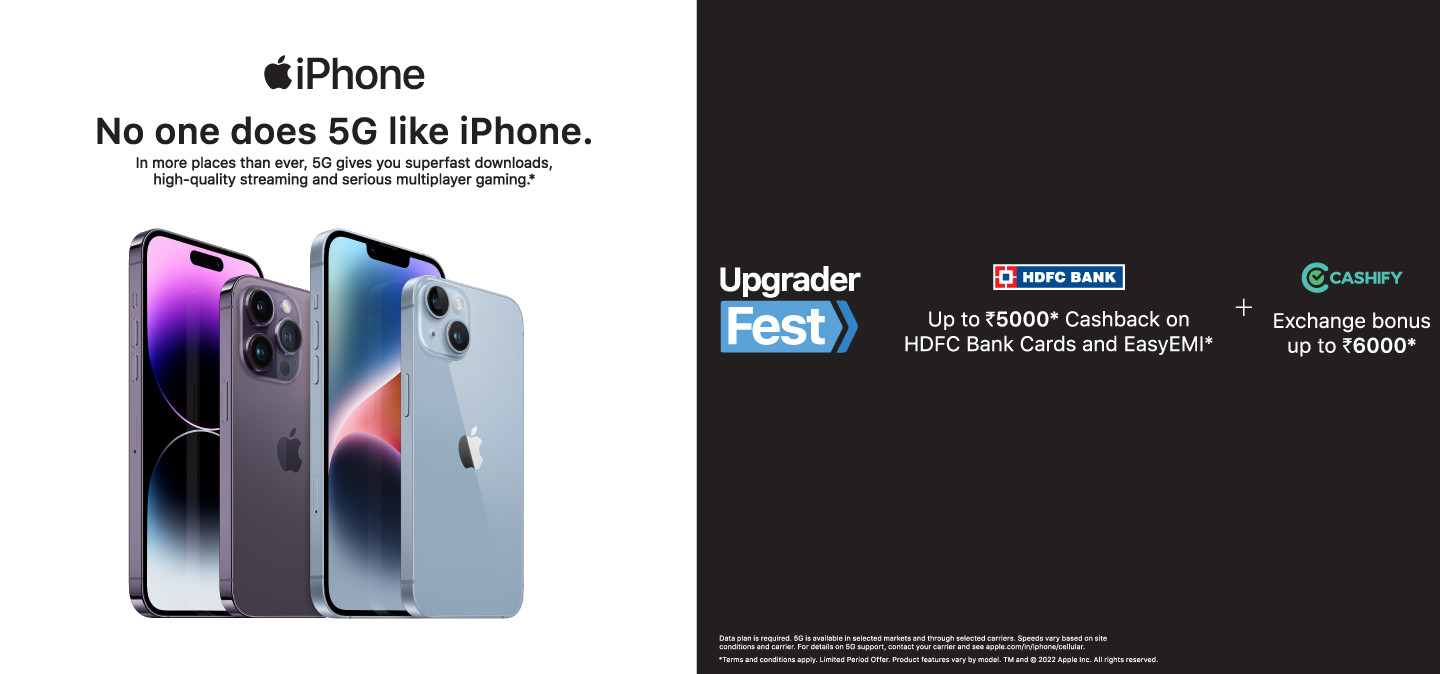 iPhone
No one does 5G like iPhone.
In more places than ever, 5G gives you superfast downloads,
high-quality streaming and serious multiplayer gaming.*
Upgrader
Fest
HDFC BANK
Up to ₹5000* Cashback on
HDFC Bank Cards and EasyEMI*
+
CASHIFY
Exchange bonus
up to ₹6000*
Data plan is required. 5G is available in selected markets and through selected carriers. Speeds vary based on site
conditions and carrier. For details on 5G support, contact your carrier and see apple.com/in/iphone/cellular.
*Terms and conditions apply. Limited Period Offer. Product features vary by model. TM and © 2022 Apple Inc. All rights reserved.